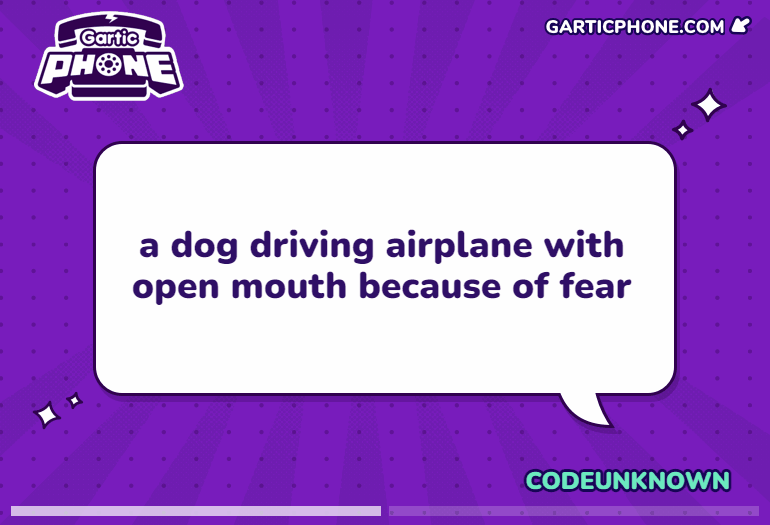 Gartic
PHONE
GARTICPHONE.COM
a dog driving airplane with
open mouth because of fear
CODEUNKNOWN